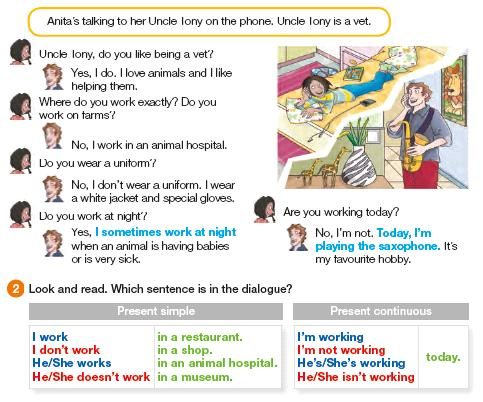 Anita's talking to her Uncle Tony on the phone. Uncle Tony is a vet.
Uncle Tony, do you like being a vet?
Yes, I do. I love animals and I like
helping them.
Where do you work exactly? Do you
work on farms?
No, I work in an animal hospital.
Do you wear a uniform?
No, I don't wear a uniform. I wear
a white jacket and special gloves.
Do you work at night?
Yes, I sometimes work at night
when an animal is having babies
or is very sick.
Are you working today?
No, I'm not. Today, I'm
playing the saxophone. It's
my favourite hobby.
2 Look and read. Which sentence is in the dialogue?
Present simple
I work in a restaurant.
I don't work in a shop.
He/She works in an animal hospital.
He/She doesn't work in a museum.
Present continuous
I'm working
I'm not working
He's/She's working
He/She isn't working
today.